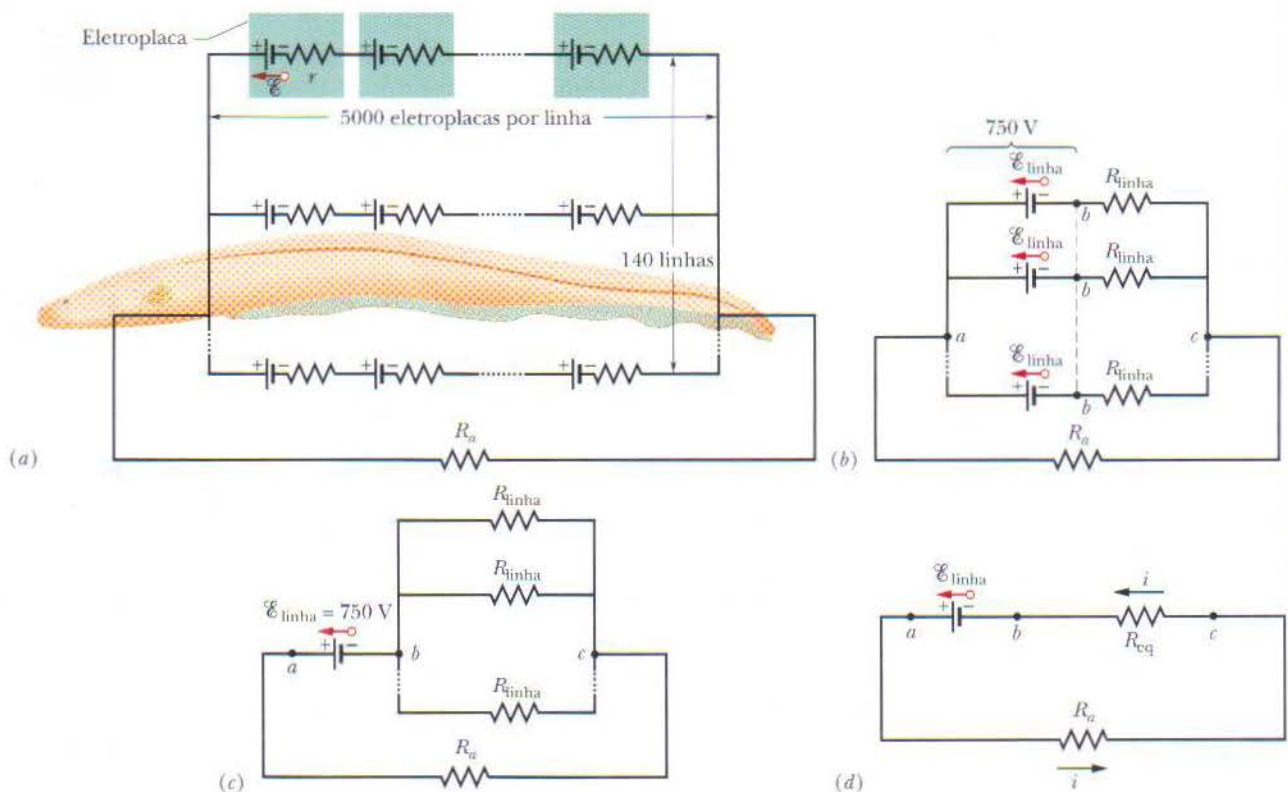 Eletroplaca
+ − + − + −
ℰ r
5000 eletroplacas por linha
+ − + − + −
140 linhas
+ − + − + −
R_a
(a)
750 V
ℰ_linha R_linha
+ − b
ℰ_linha R_linha
+ − b
a c
ℰ_linha R_linha
+ − b
R_a
(b)
R_linha
R_linha
ℰ_linha = 750 V
+ −
a b c
R_linha
R_a
(c)
ℰ_linha i
+ −
a b R_eq c
R_a
i
(d)